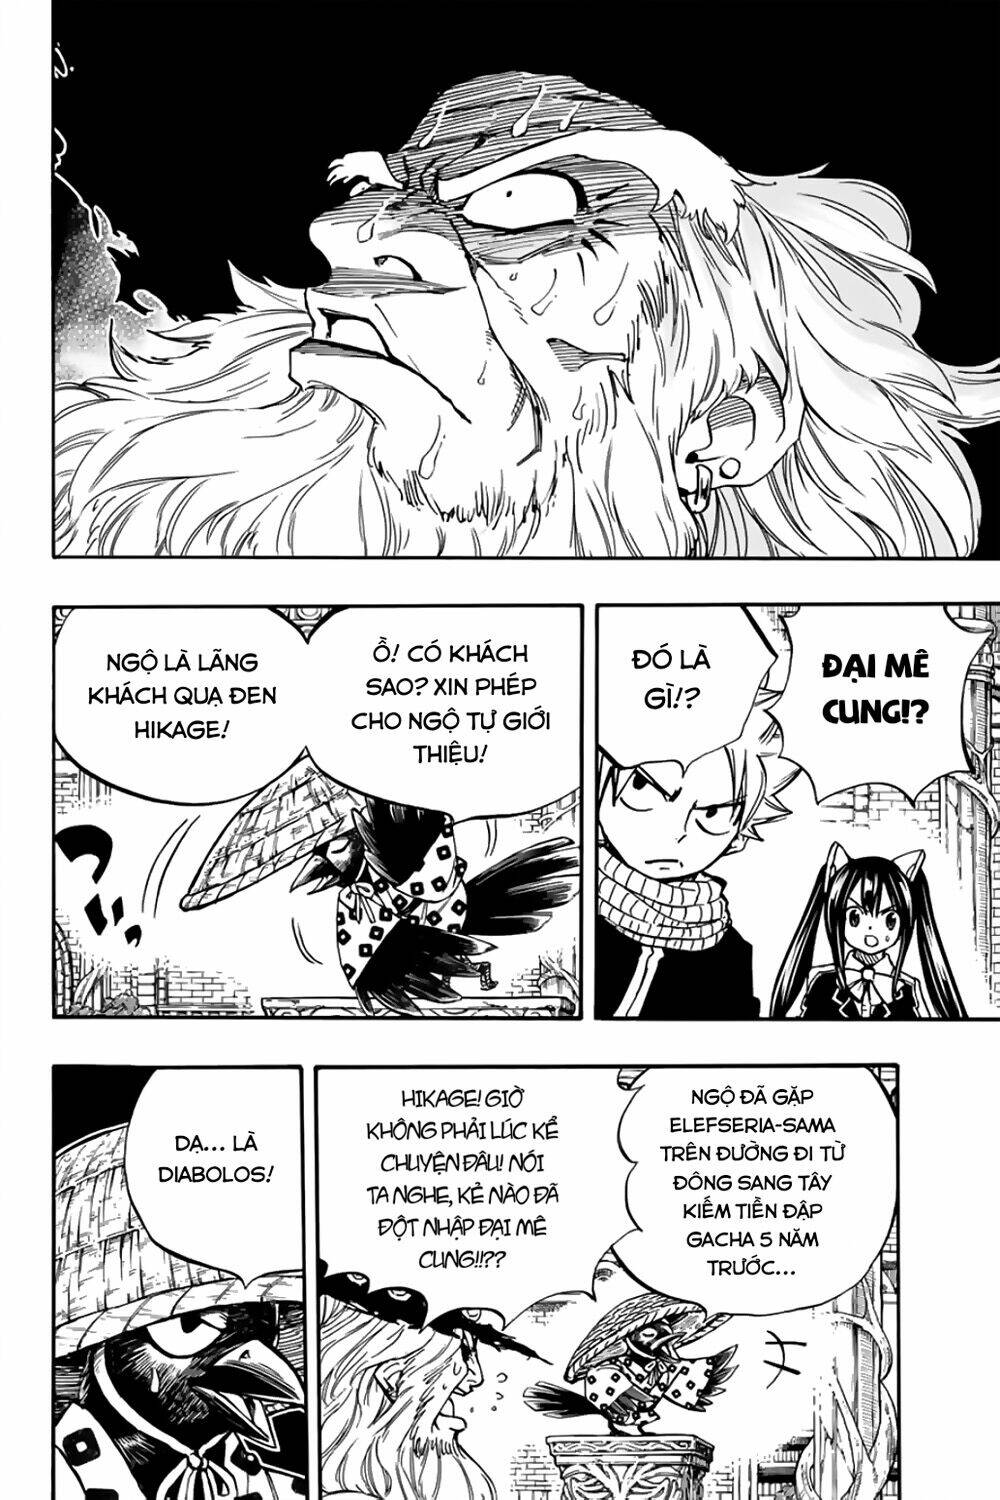 ĐẠI MÊ
CUNG!?
ĐÓ LÀ
GÌ!?
Ồ! CÓ KHÁCH
SAO? XIN PHÉP
CHO NGỘ TỰ GIỚI
THIỆU!
NGỘ LÀ LÃNG
KHÁCH QUẠ ĐEN
HIKAGE!
NGỘ ĐÃ GẶP
ELEFSERIA-SAMA
TRÊN ĐƯỜNG ĐI TỪ
ĐÔNG SANG TÂY
KIẾM TIỀN ĐẬP
GACHA 5 NĂM
TRƯỚC...
HIKAGE! GIỜ
KHÔNG PHẢI LÚC KỂ
CHUYỆN ĐÂU! NÓI
TA NGHE, KẺ NÀO ĐÃ
ĐỘT NHẬP ĐẠI MÊ
CUNG!!??
DẠ... LÀ
DIABOLOS!